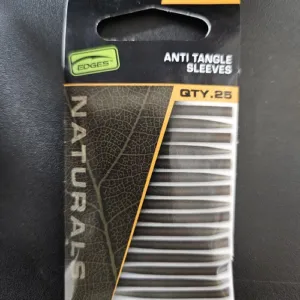 EDGES
ANTI TANGLE
SLEEVES
QTY.25
NATURALS